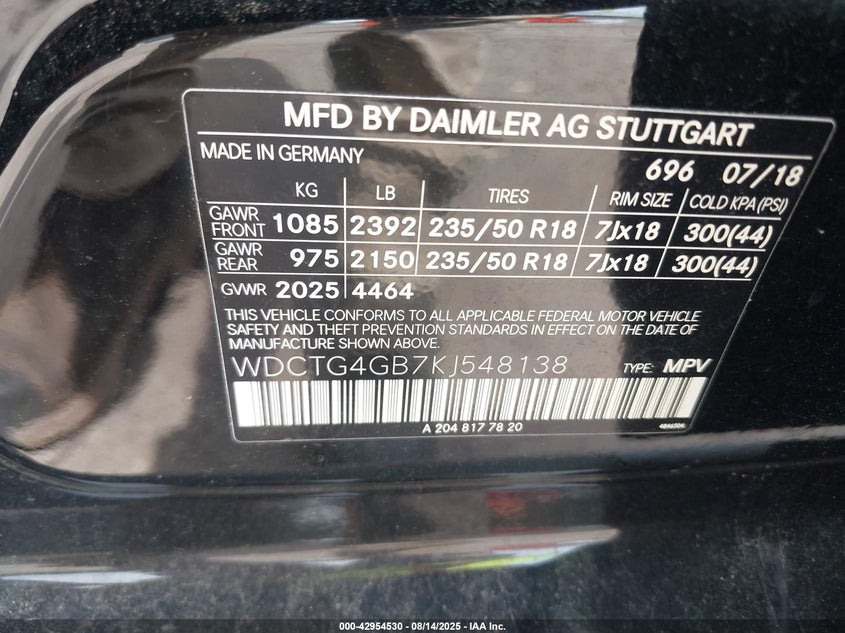 MFD BY DAIMLER AG STUTTGART
MADE IN GERMANY 696 07/18
KG LB TIRES RIM SIZE COLD KPA (PSI)
GAWR FRONT 1085 2392 235/50 R18 7Jx18 300(44)
GAWR REAR 975 2150 235/50 R18 7Jx18 300(44)
GVWR 2025 4464
THIS VEHICLE CONFORMS TO ALL APPLICABLE FEDERAL MOTOR VEHICLE
SAFETY AND THEFT PREVENTION STANDARDS IN EFFECT ON THE DATE OF
MANUFACTURE SHOWN ABOVE.
WDCTG4GB7KJ548138 TYPE: MPV
A 204 817 78 20 4846504
000-42954530 - 08/14/2025 - IAA Inc.